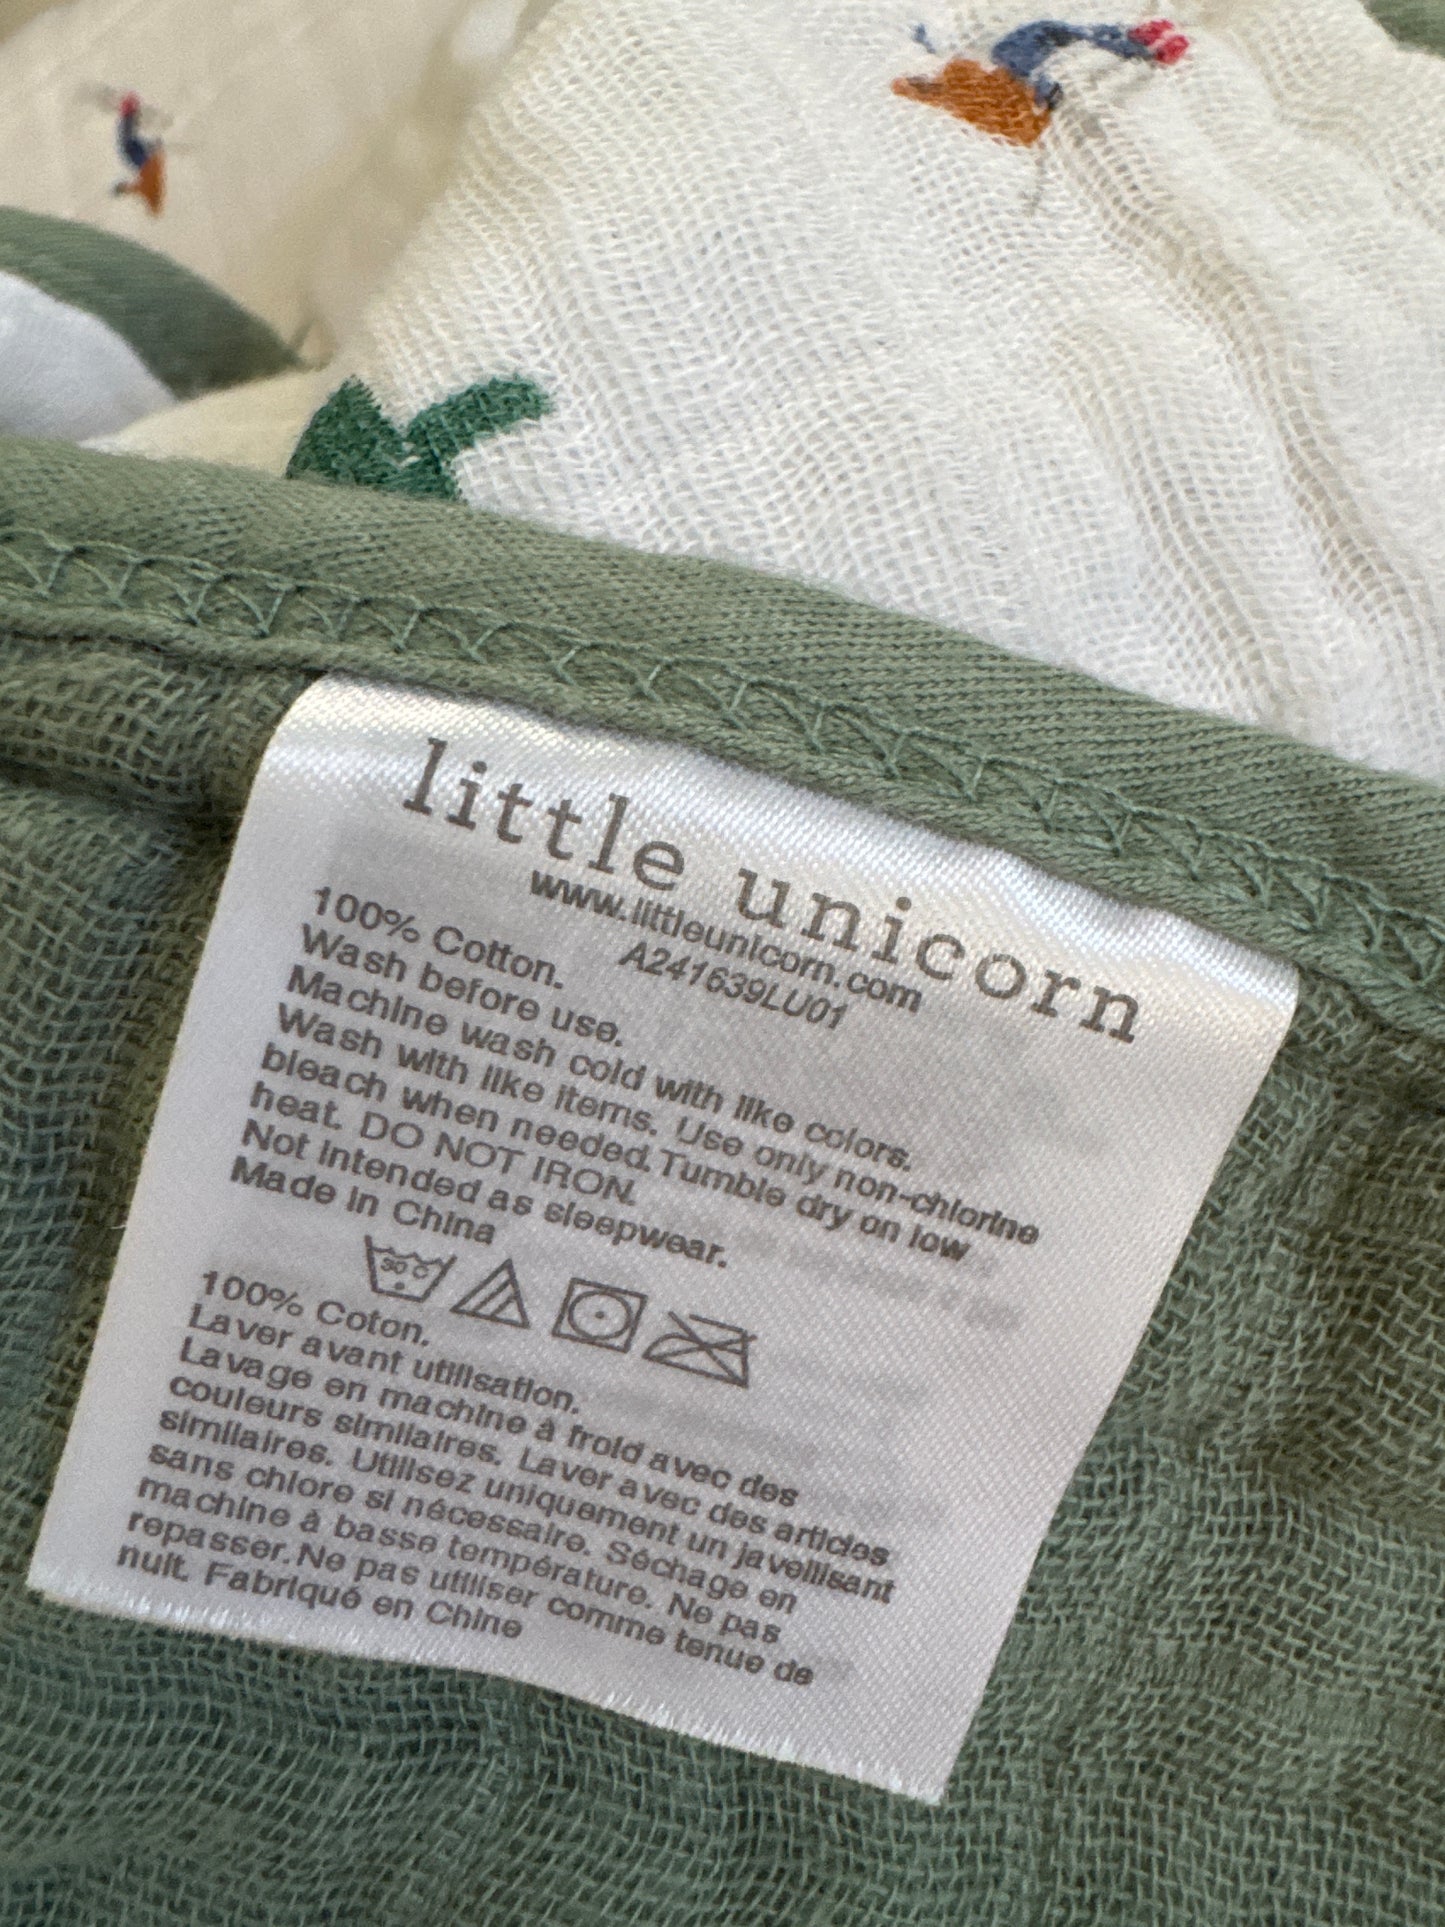 little unicorn
www.littleunicorn.com
A241639LU01
100% Cotton.
Wash before use.
Machine wash cold with like colors.
Wash with like items. Use only non-chlorine
bleach when needed. Tumble dry on low
heat. DO NOT IRON.
Not intended as sleepwear.
Made in China
30 C
100% Coton.
Laver avant utilisation.
Lavage en machine à froid avec des
couleurs similaires. Laver avec des articles
similaires. Utilisez uniquement un javellisant
sans chlore si nécessaire. Séchage en
machine à basse température. Ne pas
repasser. Ne pas utiliser comme tenue de
nuit. Fabriqué en Chine